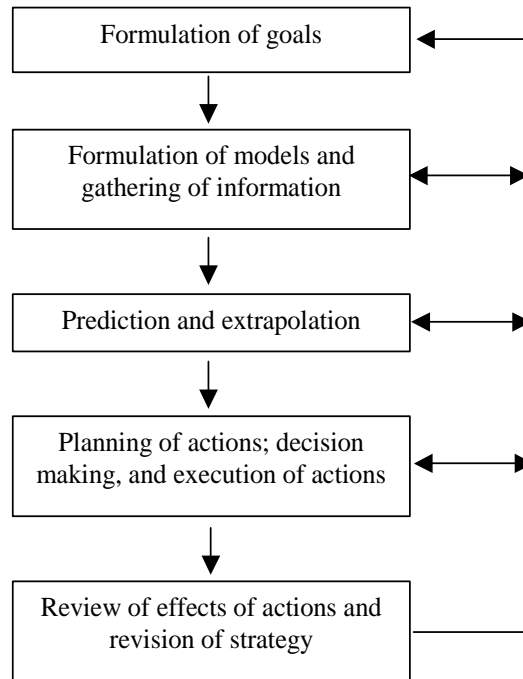 Formulation of goals
Formulation of models and
gathering of information
Prediction and extrapolation
Planning of actions; decision
making, and execution of actions
Review of effects of actions and
revision of strategy